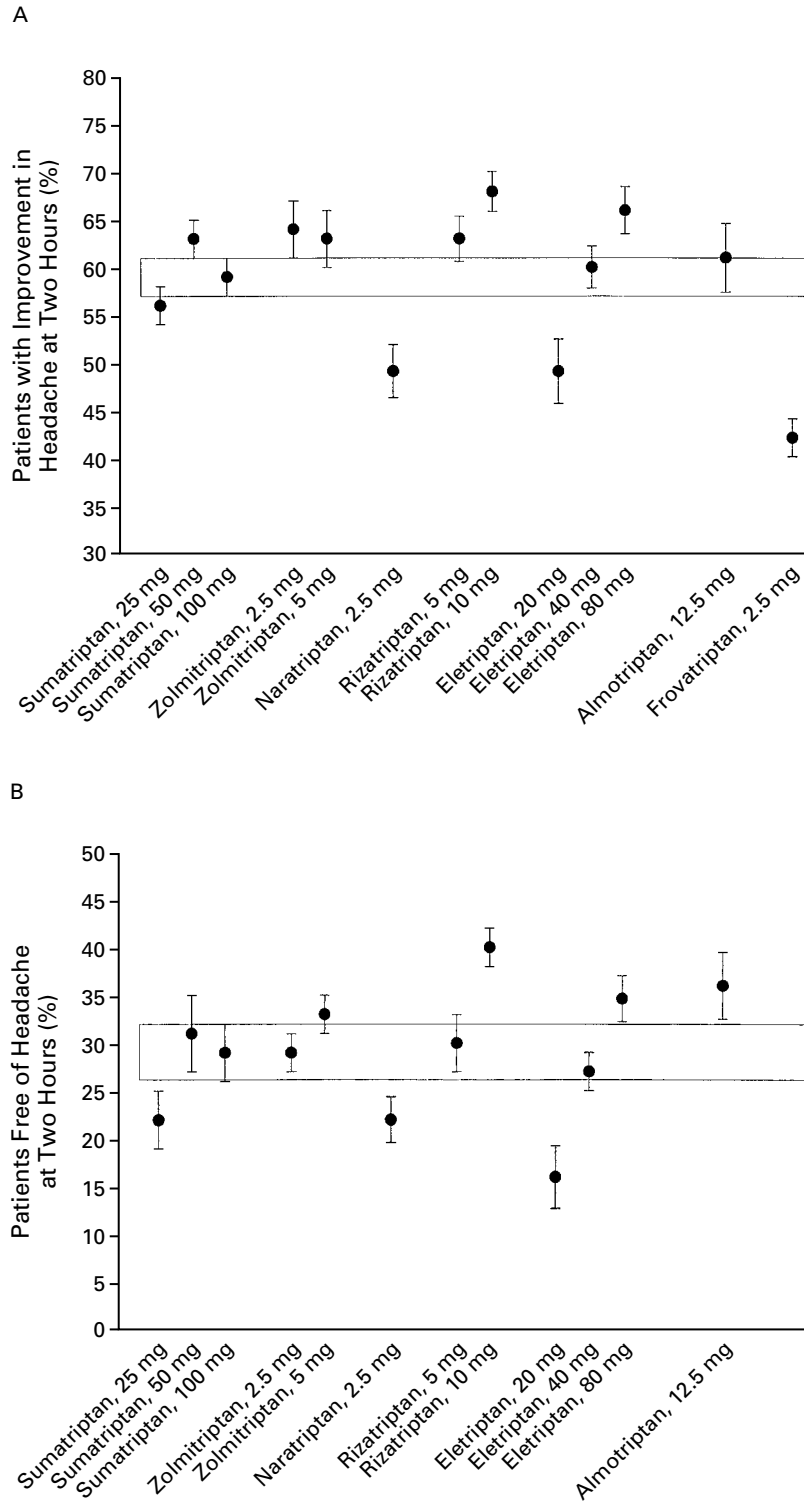 A
Patients with Improvement in
Headache at Two Hours (%)
80
75
70
65
60
55
50
45
40
35
30
Sumatriptan, 25 mg
Sumatriptan, 50 mg
Sumatriptan, 100 mg
Zolmitriptan, 2.5 mg
Zolmitriptan, 5 mg
Naratriptan, 2.5 mg
Rizatriptan, 5 mg
Rizatriptan, 10 mg
Eletriptan, 20 mg
Eletriptan, 40 mg
Eletriptan, 80 mg
Almotriptan, 12.5 mg
Frovatriptan, 2.5 mg
B
Patients Free of Headache
at Two Hours (%)
50
45
40
35
30
25
20
15
10
5
0
Sumatriptan, 25 mg
Sumatriptan, 50 mg
Sumatriptan, 100 mg
Zolmitriptan, 2.5 mg
Zolmitriptan, 5 mg
Naratriptan, 2.5 mg
Rizatriptan, 5 mg
Rizatriptan, 10 mg
Eletriptan, 20 mg
Eletriptan, 40 mg
Eletriptan, 80 mg
Almotriptan, 12.5 mg